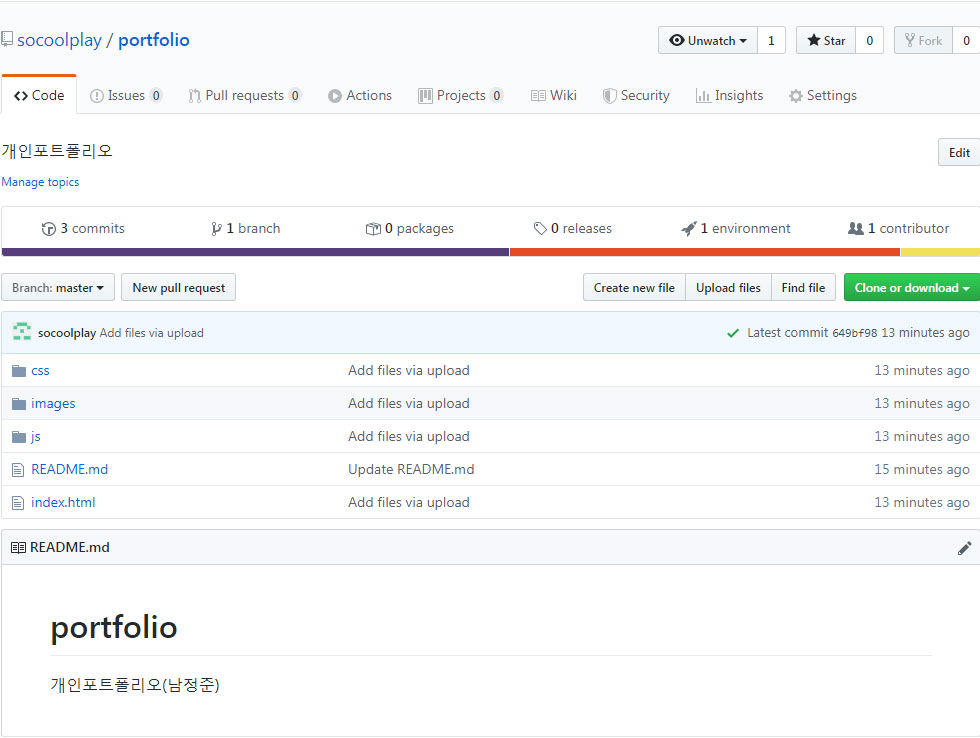 socoolplay / portfolio
Unwatch 1 Star 0 Fork 0
Code Issues 0 Pull requests 0 Actions Projects 0 Wiki Security Insights Settings
개인포트폴리오 Edit
Manage topics
3 commits 1 branch 0 packages 0 releases 1 environment 1 contributor
Branch: master New pull request Create new file Upload files Find file Clone or download
socoolplay Add files via upload Latest commit 649bf98 13 minutes ago
css Add files via upload 13 minutes ago
images Add files via upload 13 minutes ago
js Add files via upload 13 minutes ago
README.md Update README.md 15 minutes ago
index.html Add files via upload 13 minutes ago
README.md
portfolio
개인포트폴리오(남정준)